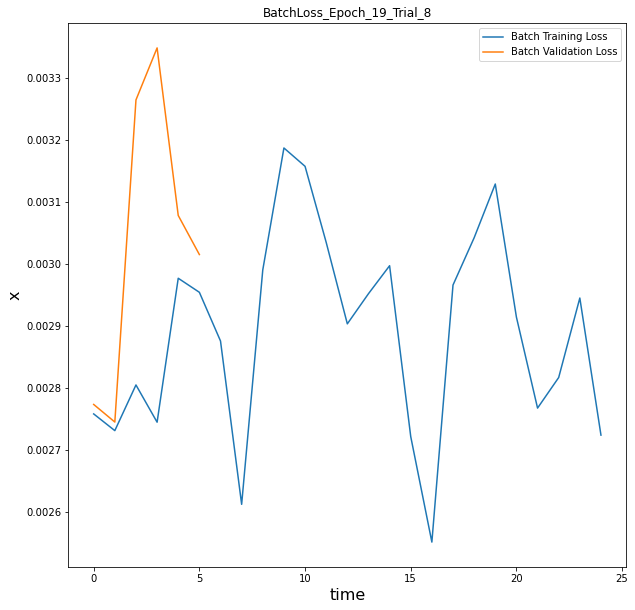 BatchLoss_Epoch_19_Trial_8
Batch Training Loss
Batch Validation Loss
0.0033
0.0032
0.0031
0.0030
0.0029
0.0028
0.0027
0.0026
x
0
5
10
15
20
25
time